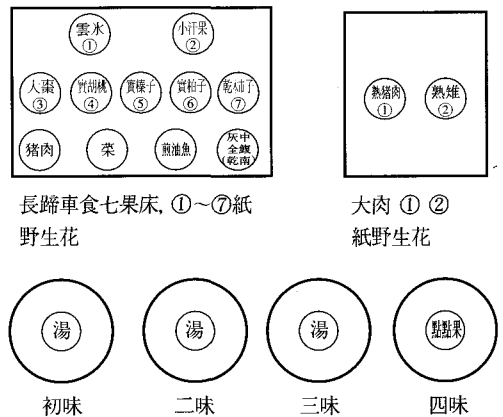 雲水 ①
小汗果 ②
人棗 ③
實胡桃 ④
實榛子 ⑤
實柏子 ⑥
乾柿子 ⑦
猪肉
菜
煎油魚
灰中
全鰒
(乾南)
長蹄車食七果床, ①～⑦紙
野生花
熟猪肉 ①
熟雉 ②
大肉 ① ②
紙野生花
湯
湯
湯
點點果
初味
二味
三味
四味